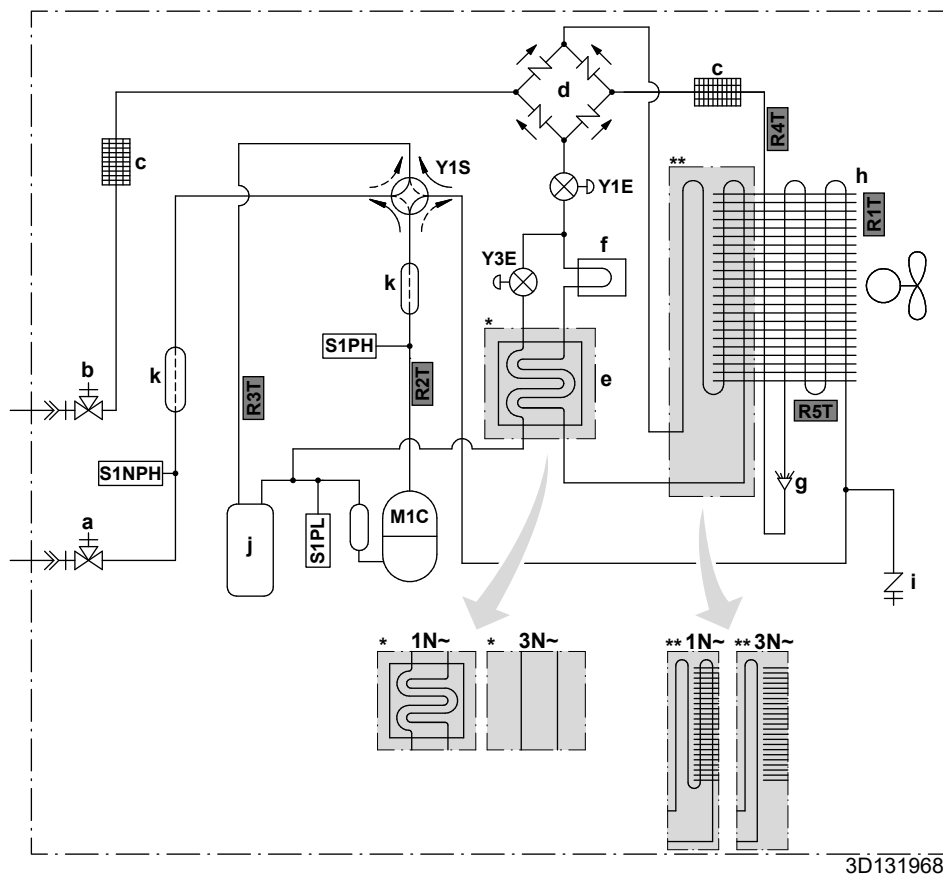 c
d
c
R4T
Y1S
**
h
R1T
Y1E
f
Y3E
k
*
S1PH
e
b
k
R3T
R2T
R5T
S1NPH
g
M1C
a
j
S1PL
i
* 1N~
* 3N~
** 1N~
** 3N~
3D131968